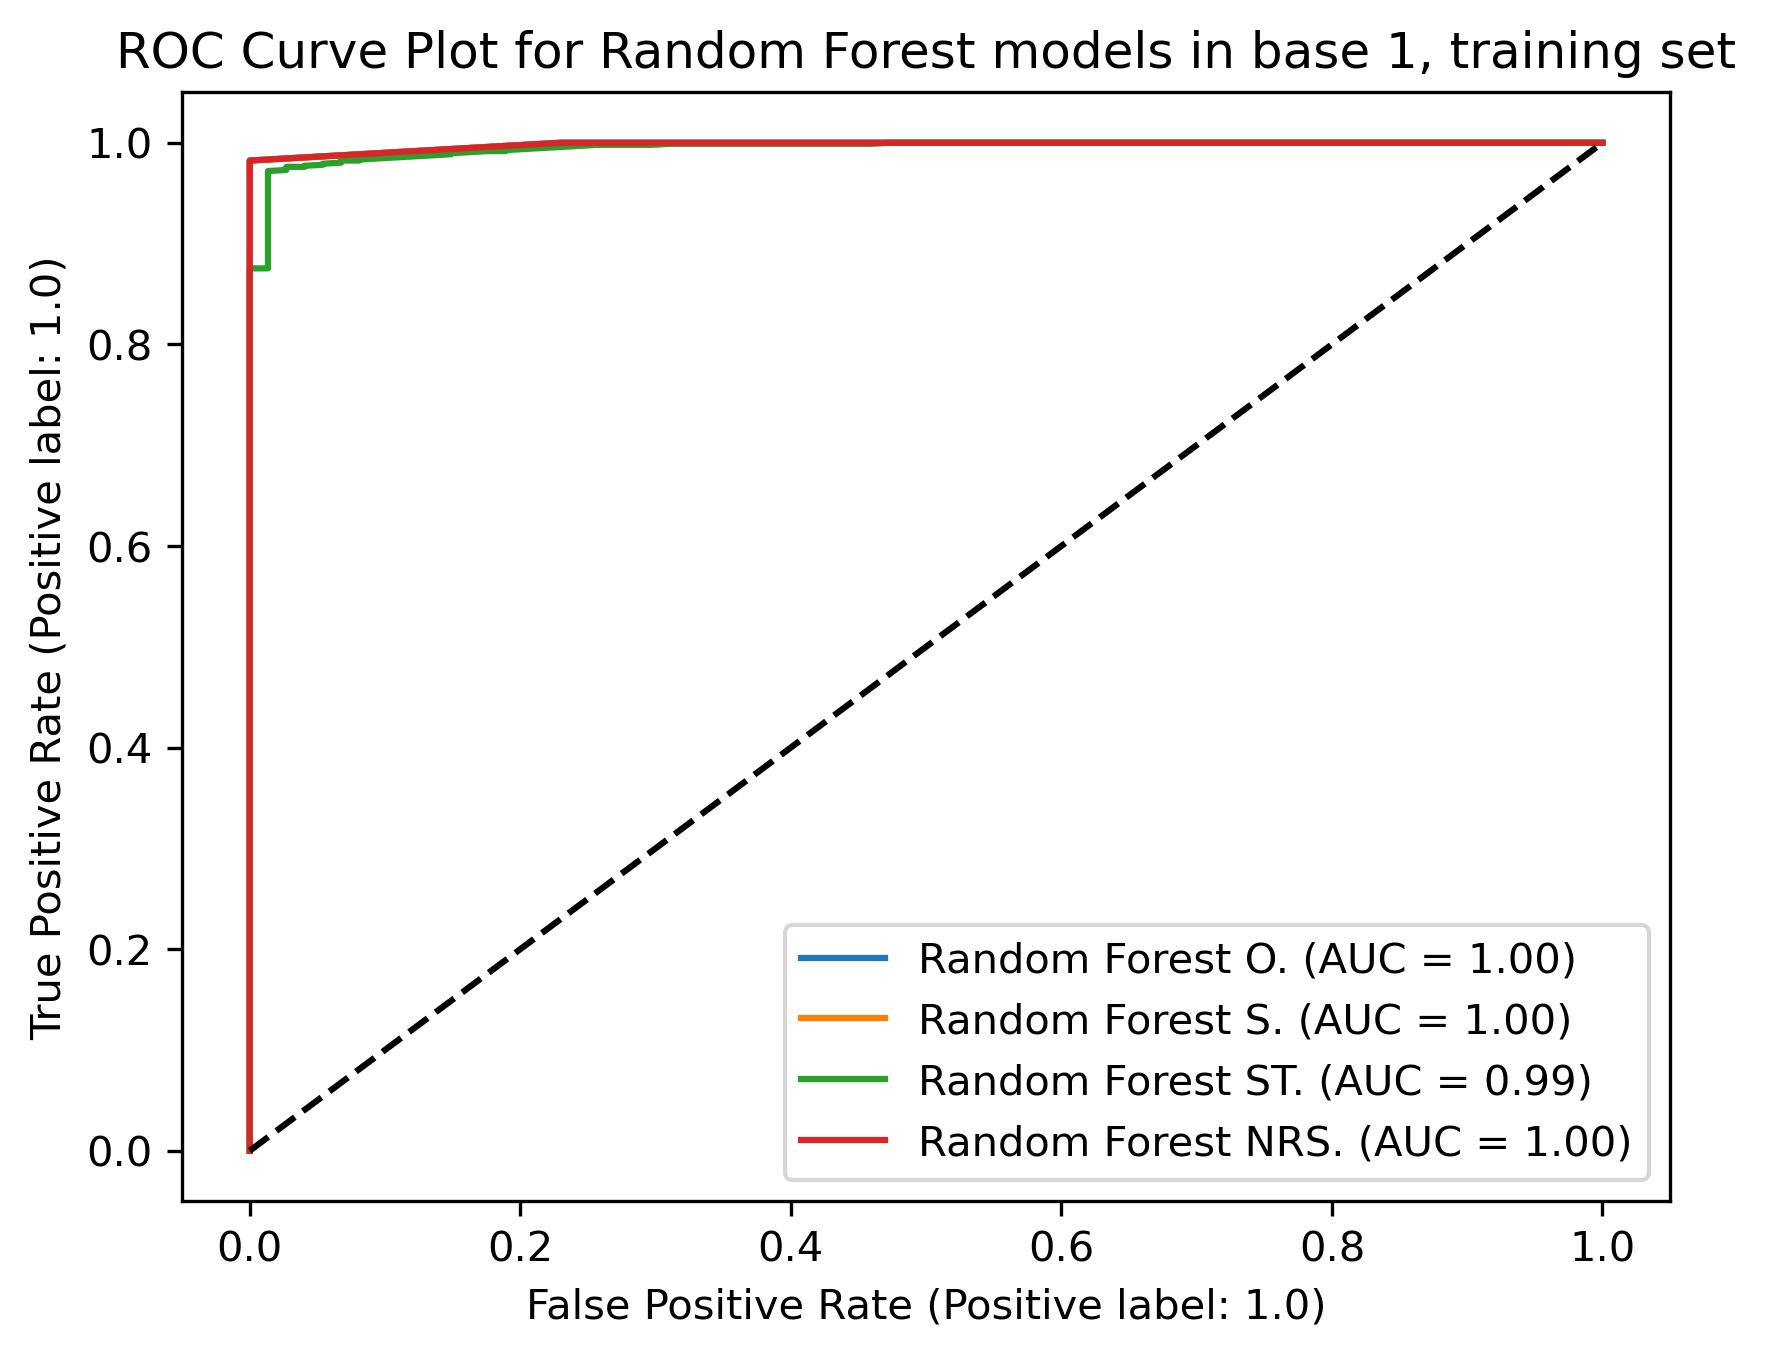 ROC Curve Plot for Random Forest models in base 1, training set
True Positive Rate (Positive label: 1.0)
1.0
0.8
0.6
0.4
0.2
0.0
Random Forest O. (AUC = 1.00)
Random Forest S. (AUC = 1.00)
Random Forest ST. (AUC = 0.99)
Random Forest NRS. (AUC = 1.00)
0.0 0.2 0.4 0.6 0.8 1.0
False Positive Rate (Positive label: 1.0)